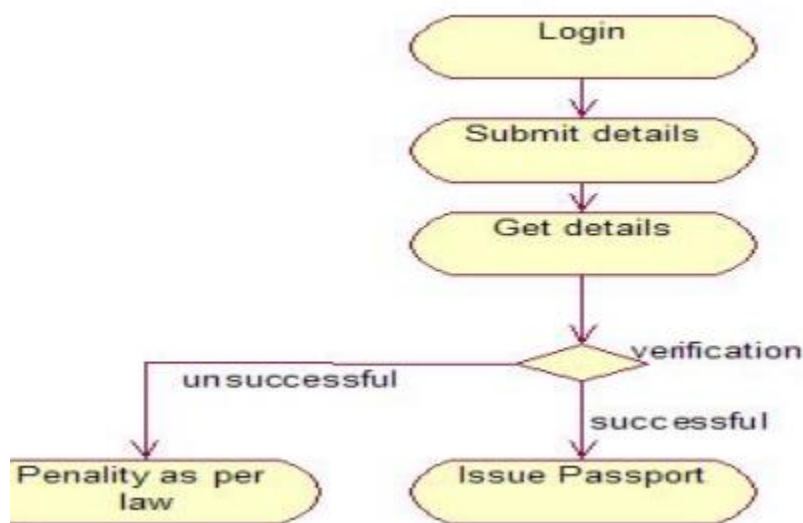 Login
Submit details
Get details
verification
unsuccessful
successful
Penality as per
law
Issue Passport